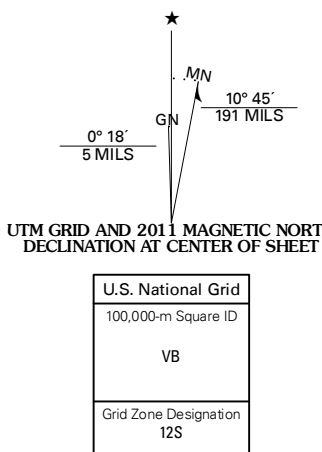 ★
MN
GN
10° 45´
191 MILS
0° 18´
5 MILS
UTM GRID AND 2011 MAGNETIC NORT
DECLINATION AT CENTER OF SHEET
U.S. National Grid
100,000-m Square ID
VB
Grid Zone Designation
12S